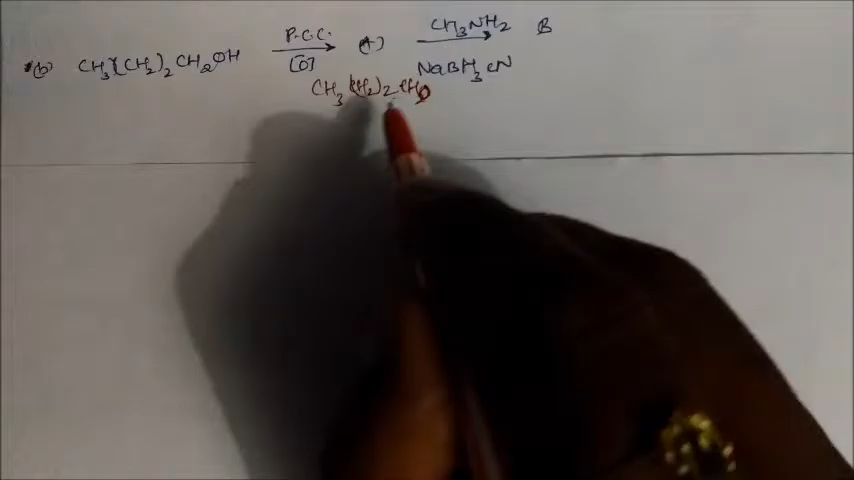 (b) CH₃(CH₂)₂CH₂OH P.C.C. [O] (A) CH₃NH₂ NaBH₃CN B
CH₃(CH₂)₂CHO